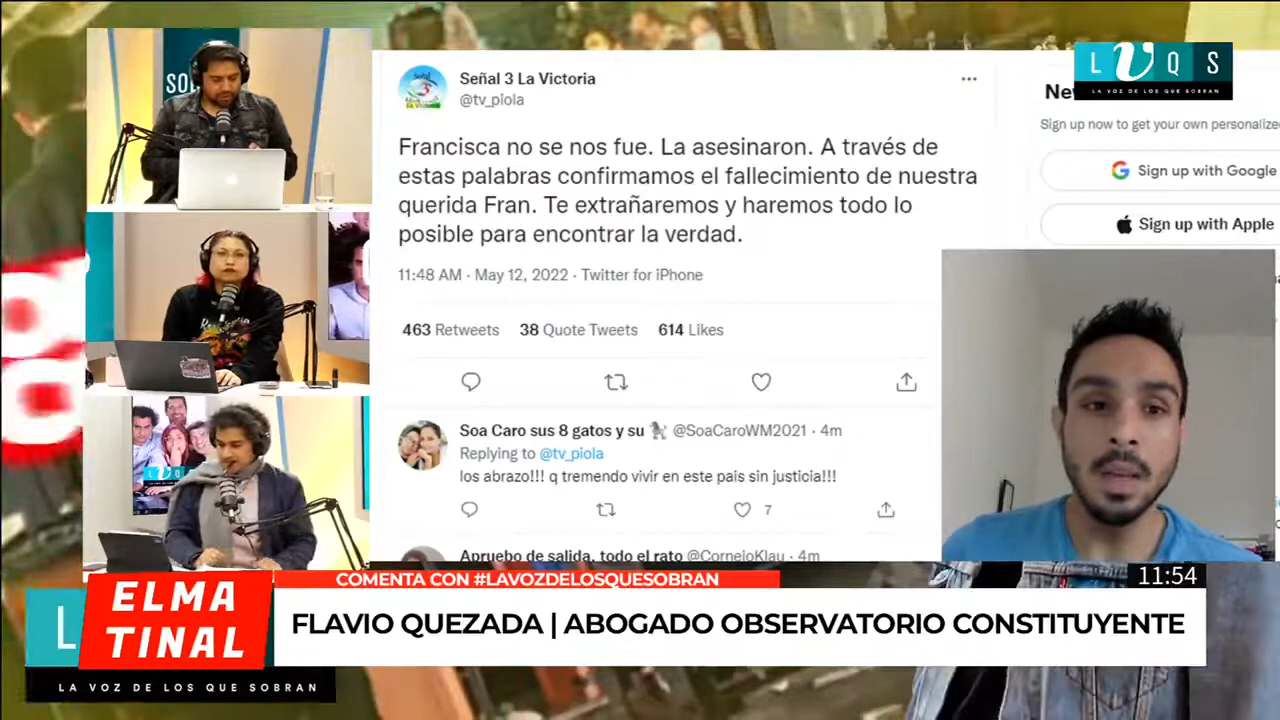 SOL
Señal 3 La Victoria
@tv_piola
Francisca no se nos fue. La asesinaron. A través de
estas palabras confirmamos el fallecimiento de nuestra
querida Fran. Te extrañaremos y haremos todo lo
posible para encontrar la verdad.
11:48 AM · May 12, 2022 · Twitter for iPhone
463 Retweets 38 Quote Tweets 614 Likes
Soa Caro sus 8 gatos y su @SoaCaroWM2021 · 4m
Replying to @tv_piola
los abrazo!!! q tremendo vivir en este pais sin justicia!!!
7
Apruebo de salida, todo el rato @CornejoKlau · 4m
L V Q S
LA VOZ DE LOS QUE SOBRAN
Ne
Sign up now to get your own personalize
Sign up with Google
Sign up with Apple
COMENTA CON #LAVOZDELOSQUESOBRAN
11:54
EL MA
TINAL
FLAVIO QUEZADA | ABOGADO OBSERVATORIO CONSTITUYENTE
L
LA VOZ DE LOS QUE SOBRAN